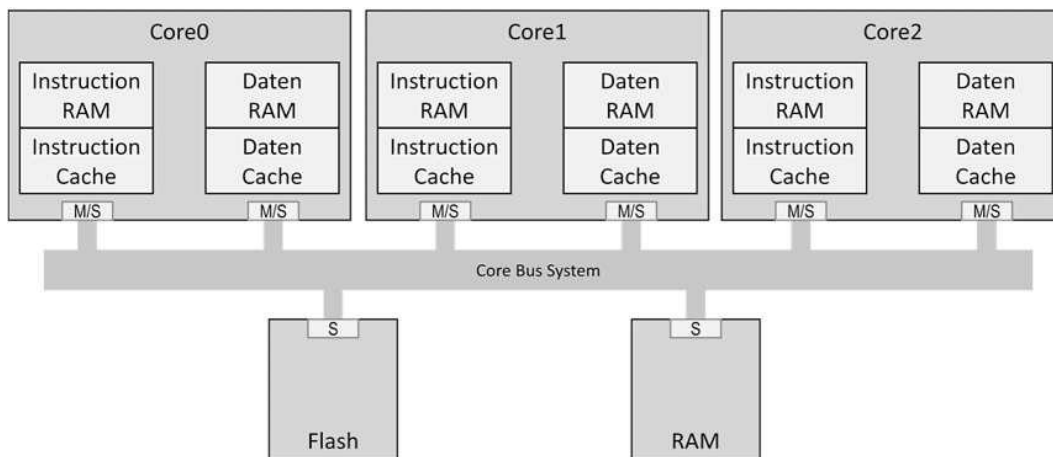 Core0
Core1
Core2
Instruction
RAM
Daten
RAM
Instruction
RAM
Daten
RAM
Instruction
RAM
Daten
RAM
Instruction
Cache
Daten
Cache
Instruction
Cache
Daten
Cache
Instruction
Cache
Daten
Cache
M/S
M/S
M/S
M/S
M/S
M/S
Core Bus System
S
S
Flash
RAM